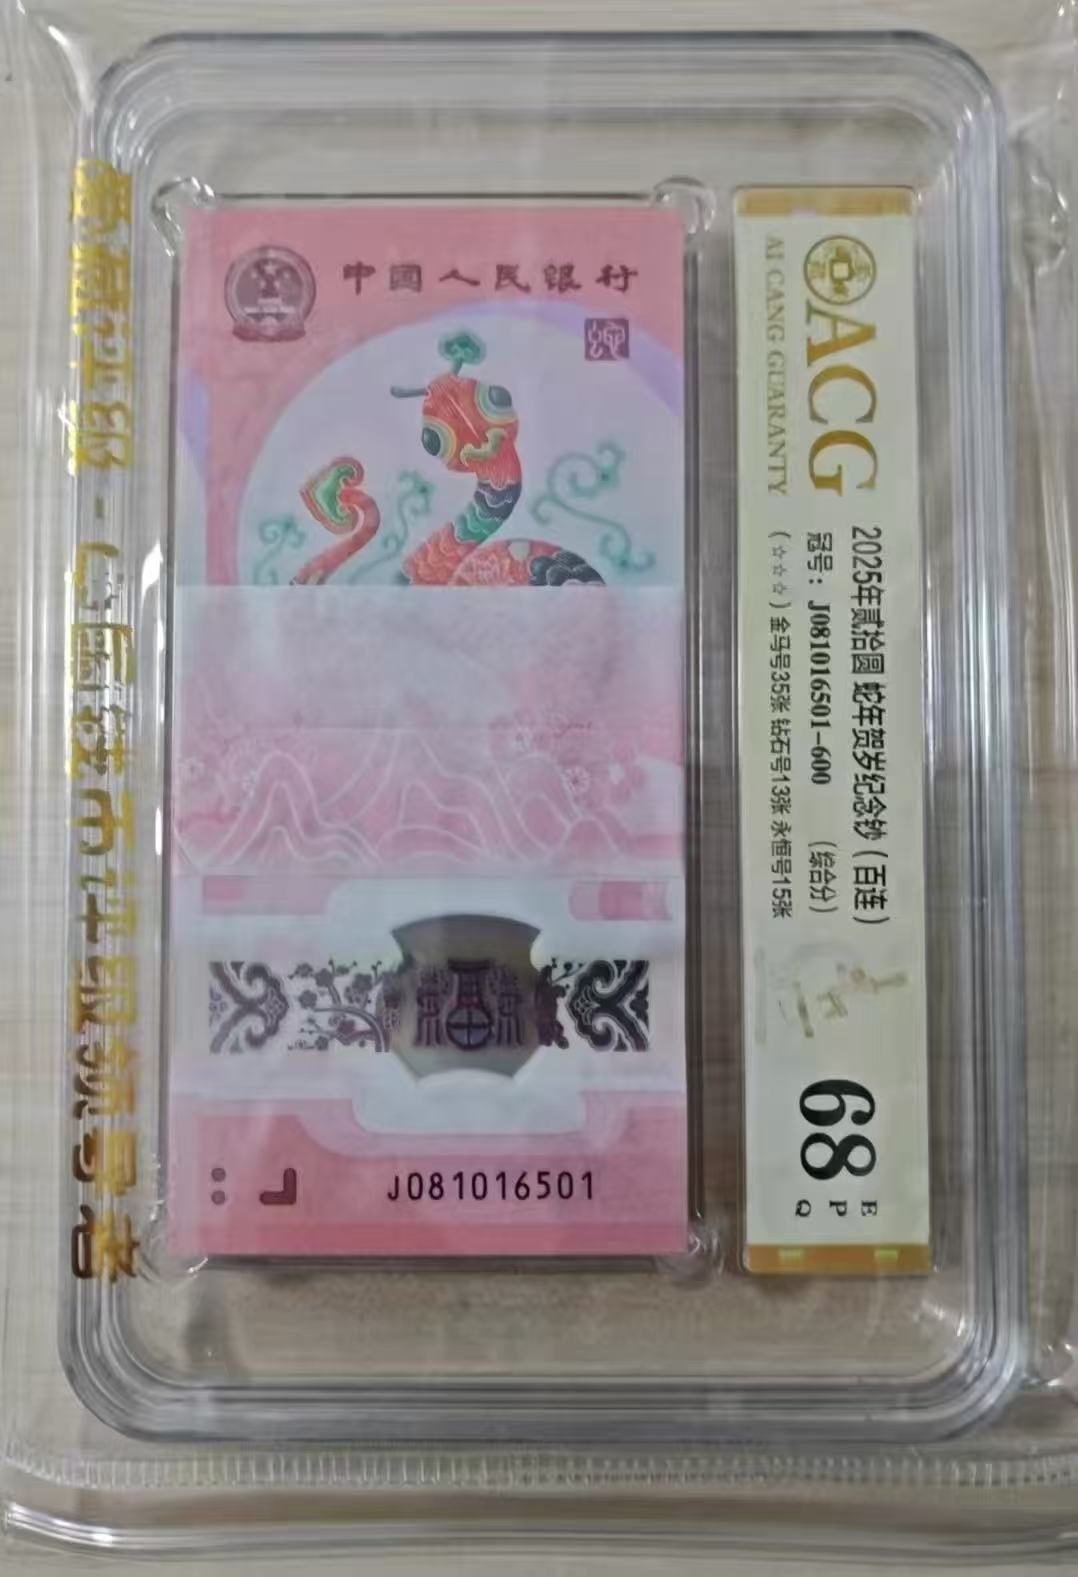 中國人民银行
J081016501
ACG
AI CANG GUARANTY
2025年贰拾圆 蛇年贺岁纪念钞（百连）
冠号：J081016501-600 （综合分）
（☆☆☆）金马号35张 钻石号13张 永恒号15张
68
EPQ